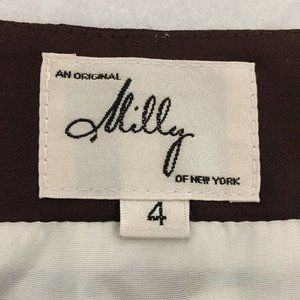 AN ORIGINAL
Milly
OF NEW YORK
4